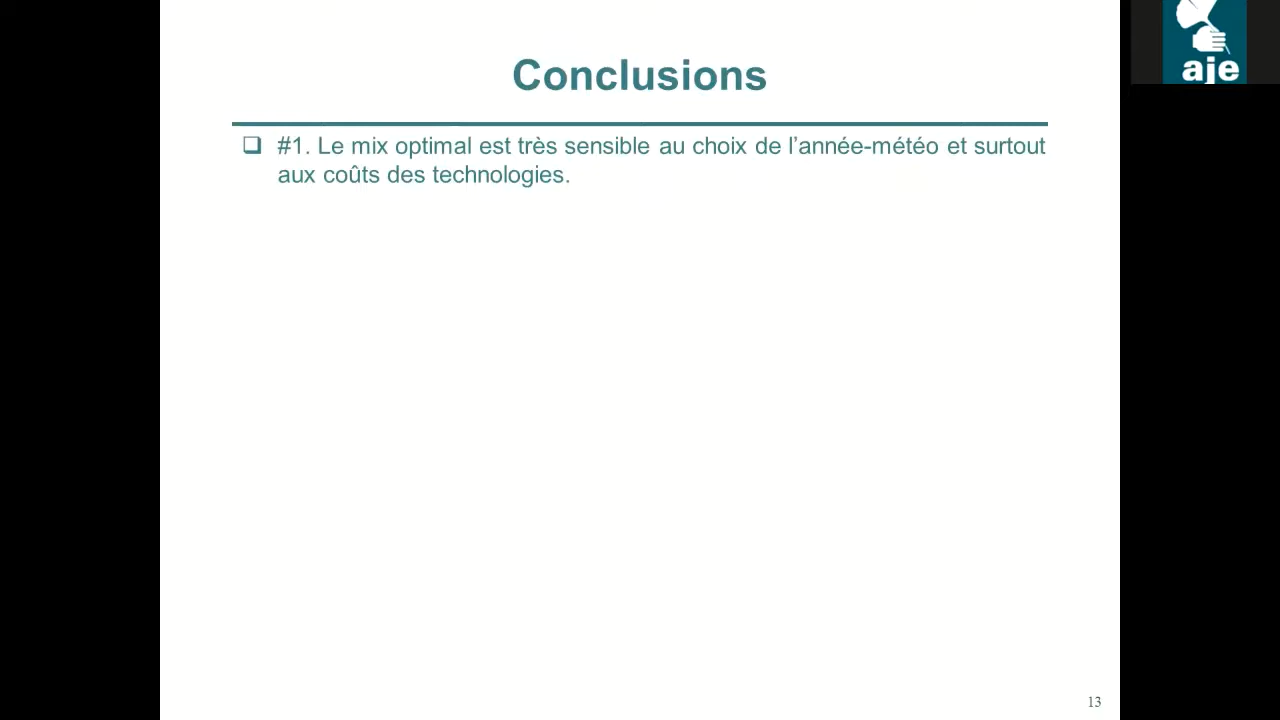 aje
Conclusions
❑ #1. Le mix optimal est très sensible au choix de l’année-météo et surtout
aux coûts des technologies.
13